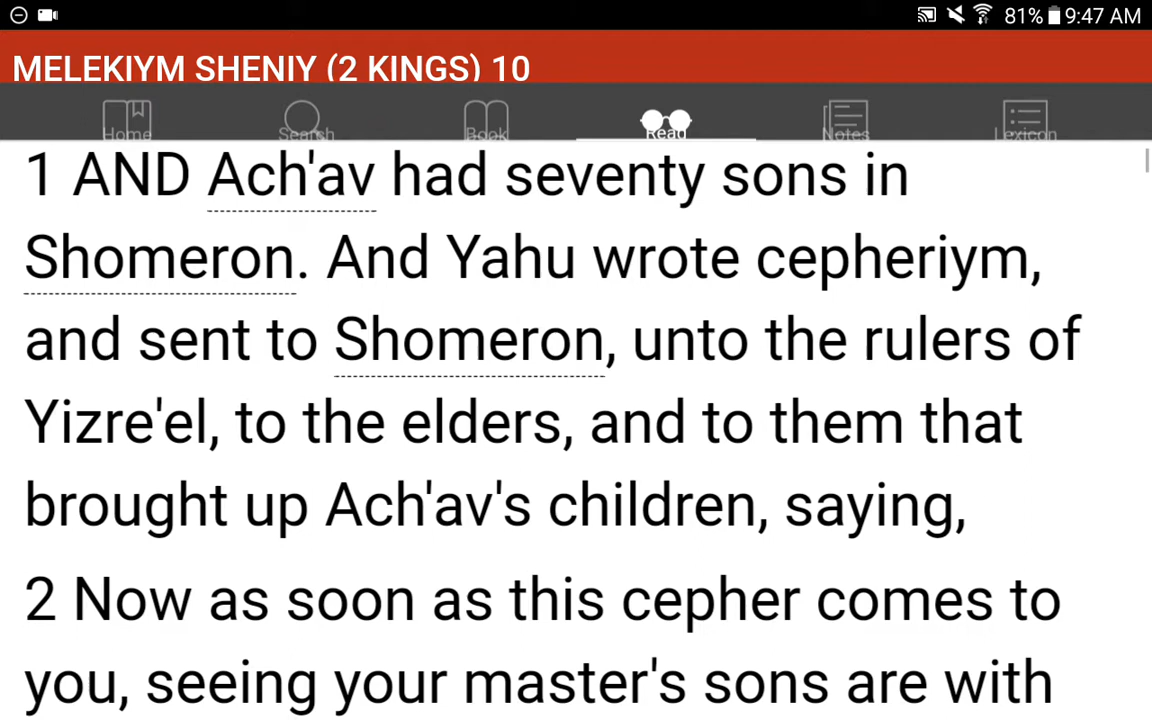 81% 9:47 AM
MELEKIYM SHENIY (2 KINGS) 10
Home Search Book Read Notes Lexicon
1 AND Ach'av had seventy sons in
Shomeron. And Yahu wrote cepheriym,
and sent to Shomeron, unto the rulers of
Yizre'el, to the elders, and to them that
brought up Ach'av's children, saying,
2 Now as soon as this cepher comes to
you, seeing your master's sons are with